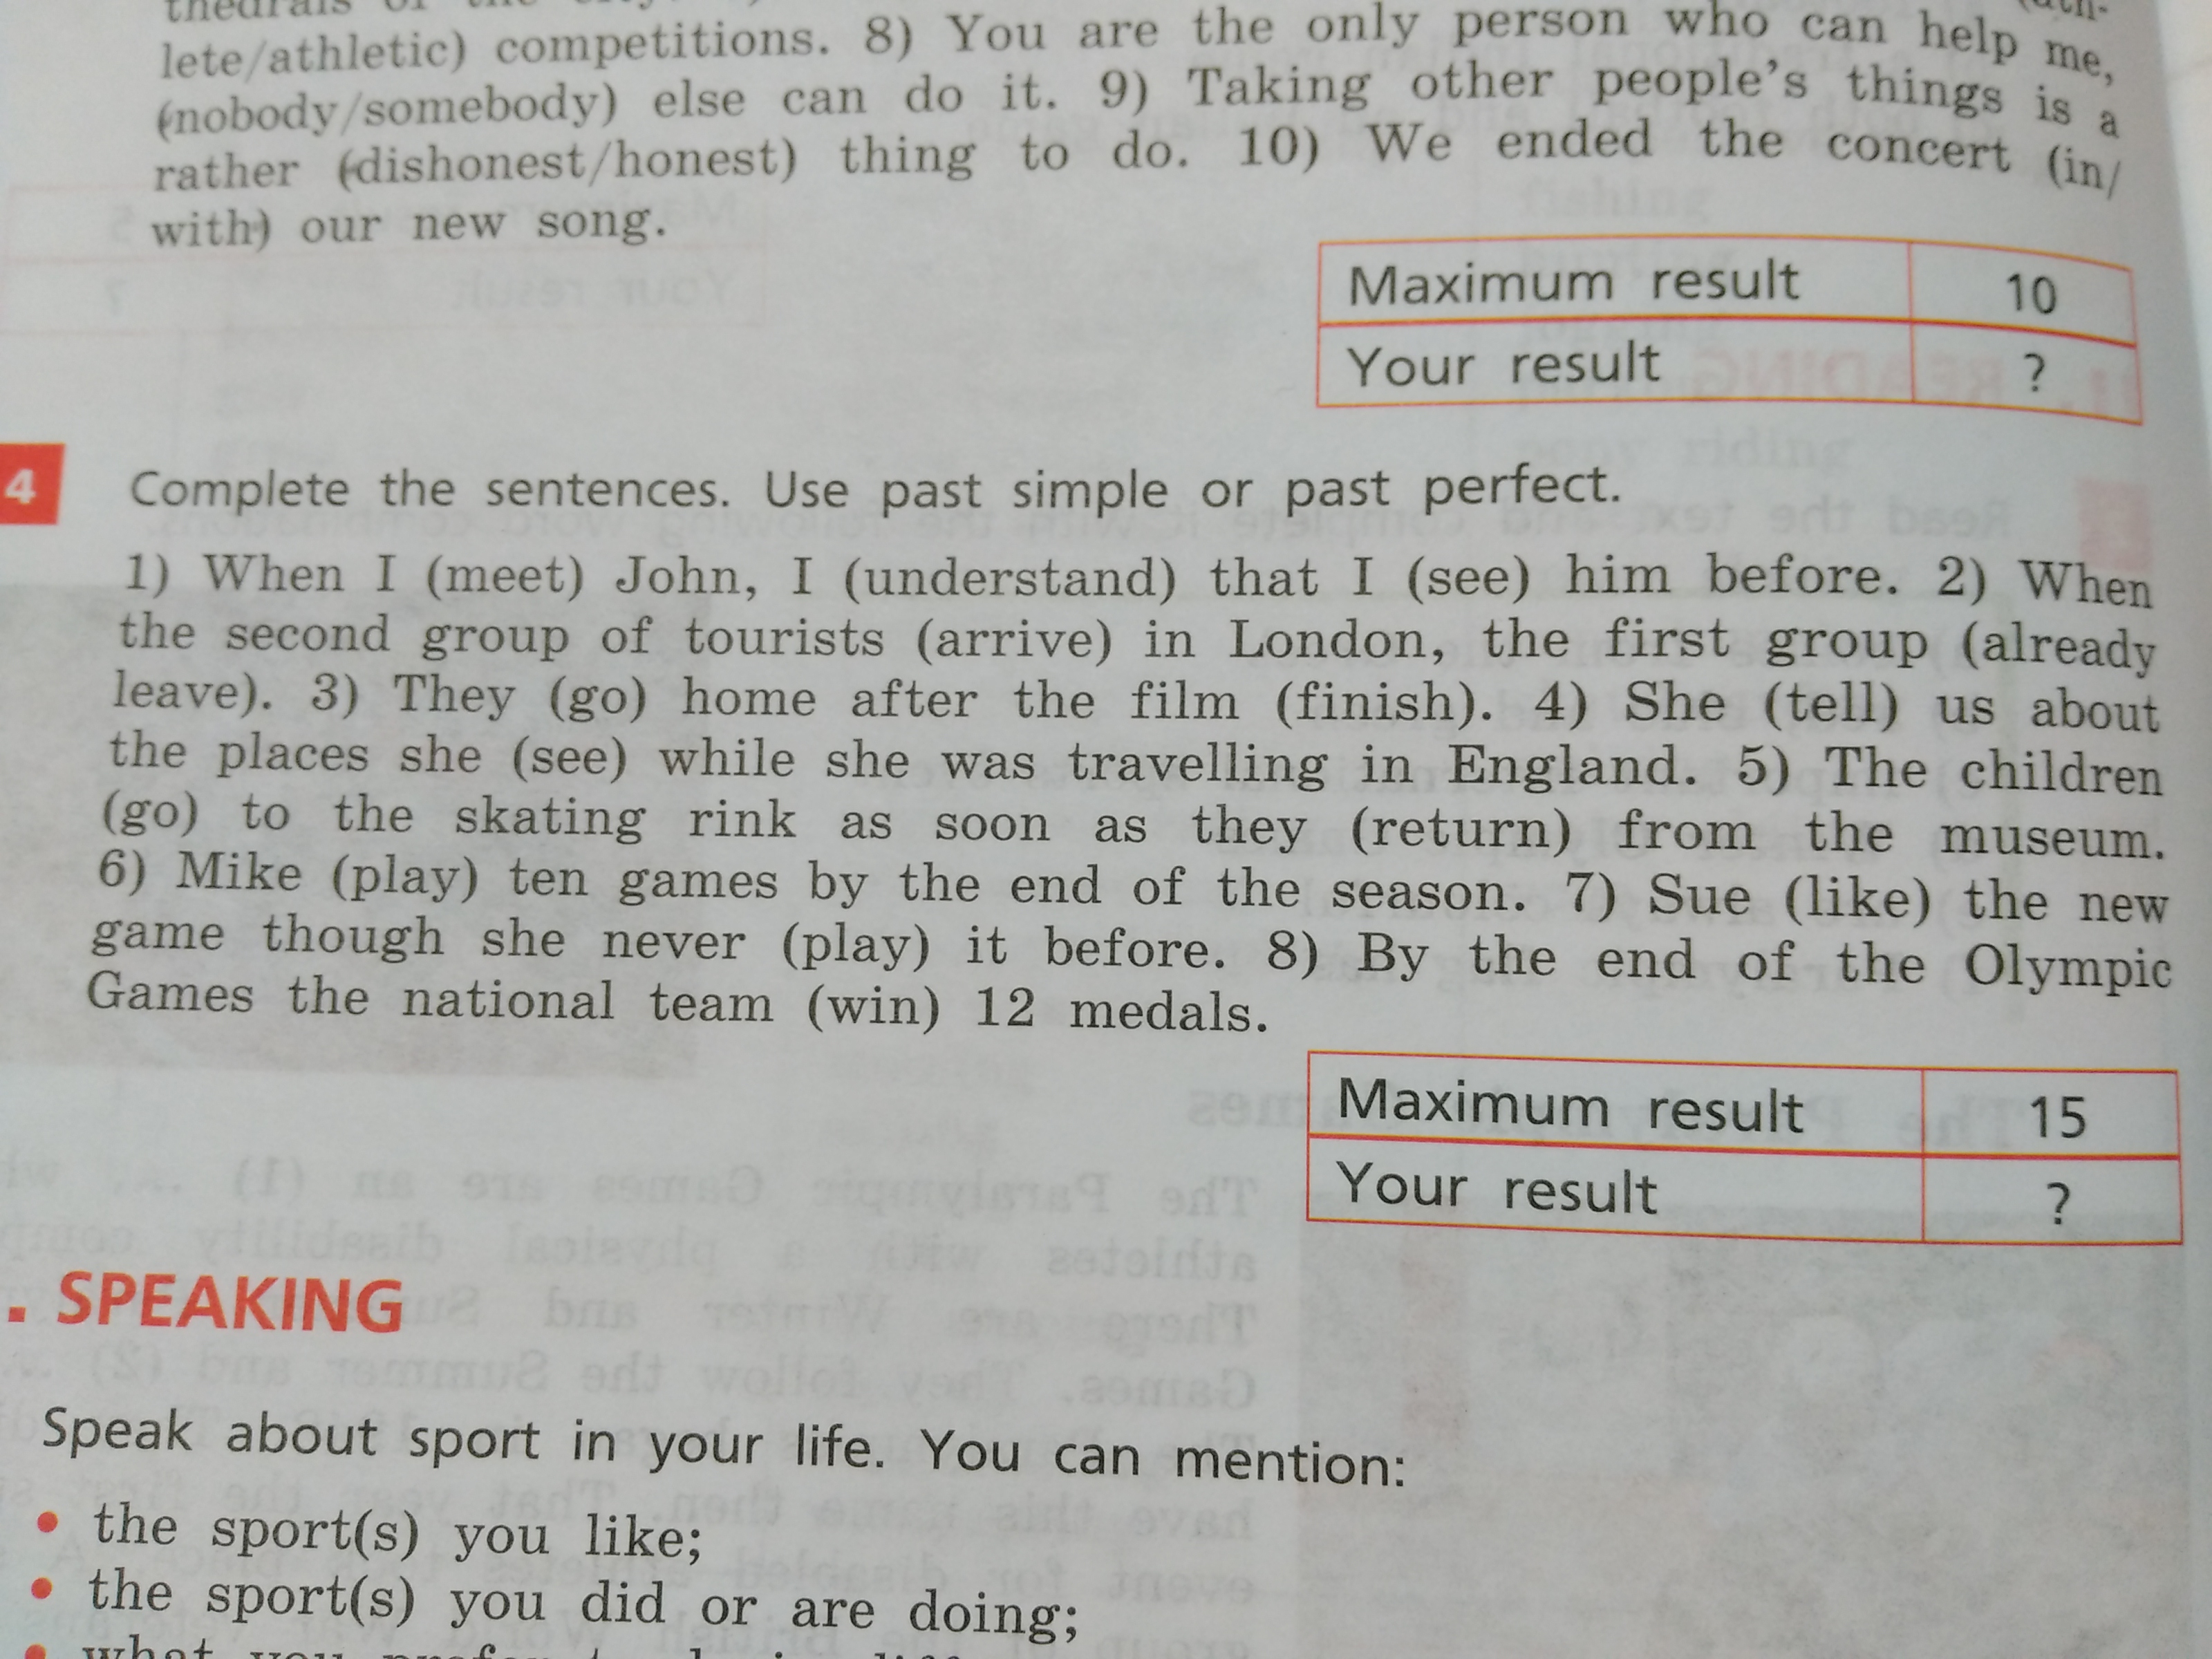 thedrals of the
lete/athletic) competitions. 8) You are the only person who can help me,
(nobody/somebody) else can do it. 9) Taking other people's things is a
rather (dishonest/honest) thing to do. 10) We ended the concert (in/
with) our new song.
Maximum result 10
Your result ?
4 Complete the sentences. Use past simple or past perfect.
1) When I (meet) John, I (understand) that I (see) him before. 2) When
the second group of tourists (arrive) in London, the first group (already
leave). 3) They (go) home after the film (finish). 4) She (tell) us about
the places she (see) while she was travelling in England. 5) The children
(go) to the skating rink as soon as they (return) from the museum.
6) Mike (play) ten games by the end of the season. 7) Sue (like) the new
game though she never (play) it before. 8) By the end of the Olympic
Games the national team (win) 12 medals.
Maximum result 15
Your result ?
. SPEAKING
Speak about sport in your life. You can mention:
• the sport(s) you like;
• the sport(s) you did or are doing;
• what you prefer